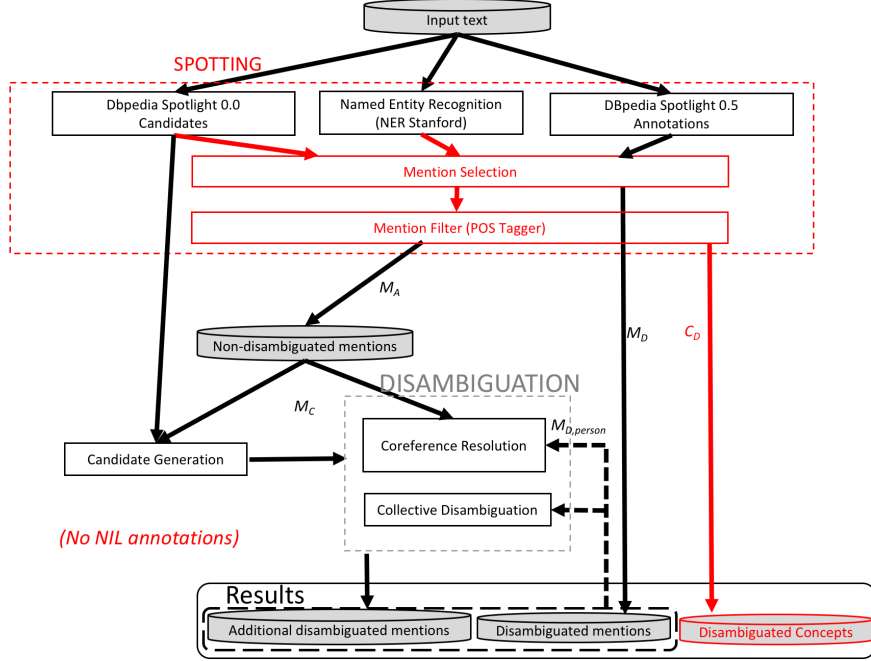 Input text
SPOTTING
Dbpedia Spotlight 0.0
Candidates
Named Entity Recognition
(NER Stanford)
DBpedia Spotlight 0.5
Annotations
Mention Selection
Mention Filter (POS Tagger)
M_A
Non-disambiguated mentions
M_D
C_D
DISAMBIGUATION
M_C
M_D,person
Coreference Resolution
Candidate Generation
Collective Disambiguation
(No NIL annotations)
Results
Additional disambiguated mentions
Disambiguated mentions
Disambiguated Concepts